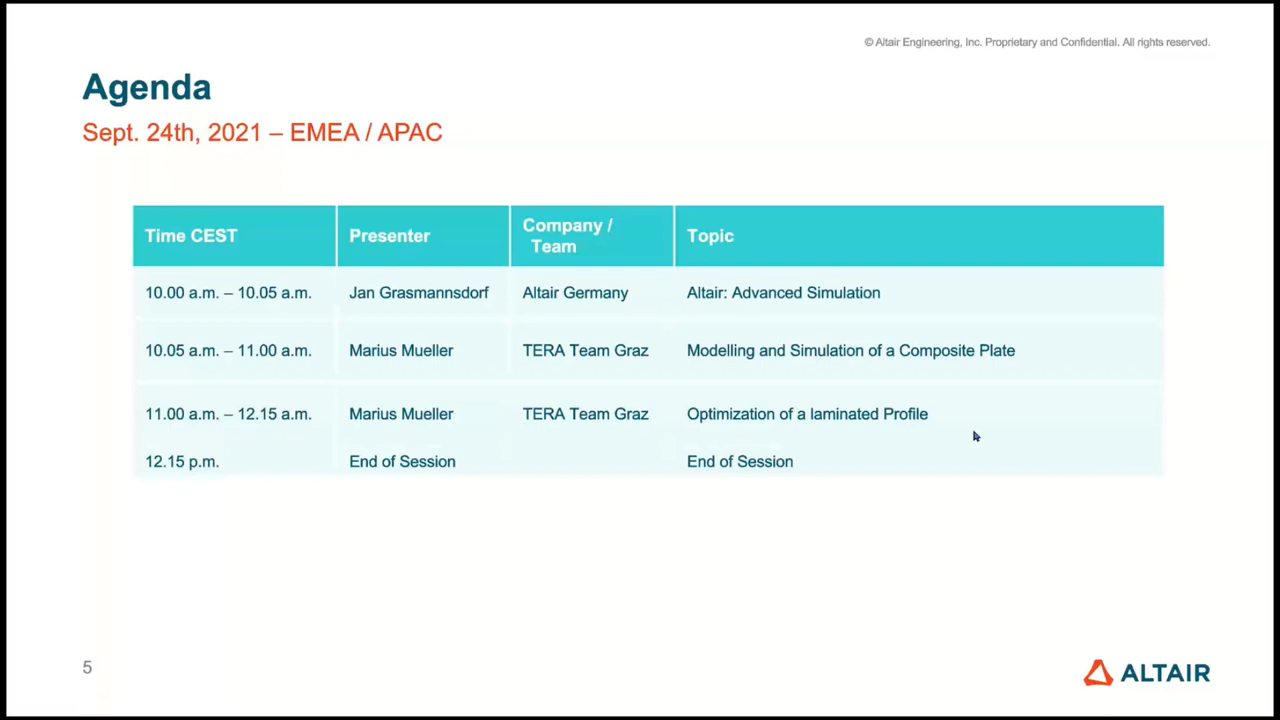 © Altair Engineering, Inc. Proprietary and Confidential. All rights reserved.
Agenda
Sept. 24th, 2021 – EMEA / APAC
Time CEST Presenter Company / Team Topic
10.00 a.m. – 10.05 a.m. Jan Grasmannsdorf Altair Germany Altair: Advanced Simulation
10.05 a.m. – 11.00 a.m. Marius Mueller TERA Team Graz Modelling and Simulation of a Composite Plate
11.00 a.m. – 12.15 a.m. Marius Mueller TERA Team Graz Optimization of a laminated Profile
12.15 p.m. End of Session End of Session
5
ALTAIR